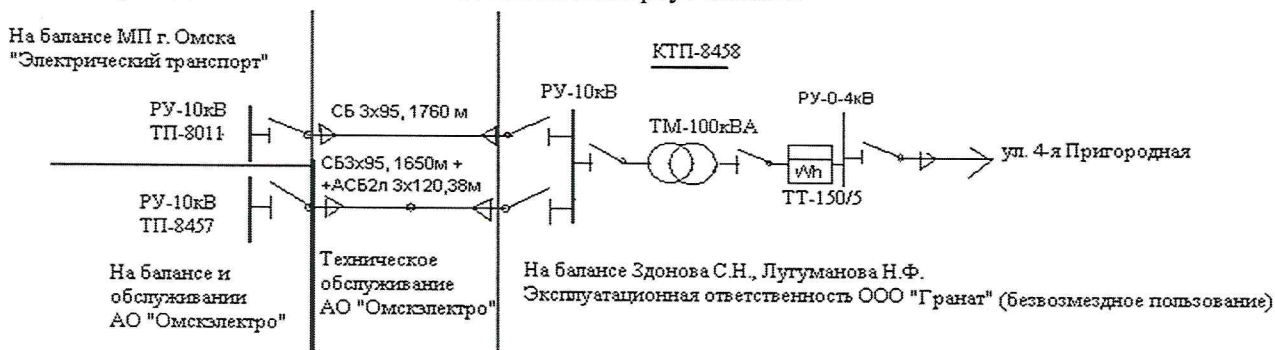 На балансе МП г. Омска
"Электрический транспорт"
КТП-8458
РУ-10кВ
ТП-8011
СБ 3х95, 1760 м
РУ-10кВ
ТМ-100кВА
РУ-0-4кВ
СБ3х95, 1650м +
+АСБ2л 3х120,38м
Wh
ТТ-150/5
ул. 4-я Пригородная
РУ-10кВ
ТП-8457
На балансе и
обслуживании
АО "Омскэлектро"
Техническое
обслуживание
АО "Омскэлектро"
На балансе Здонова С.Н., Лугуманова Н.Ф.
Эксплуатационная ответственность ООО "Гранат" (безвозмездное пользование)